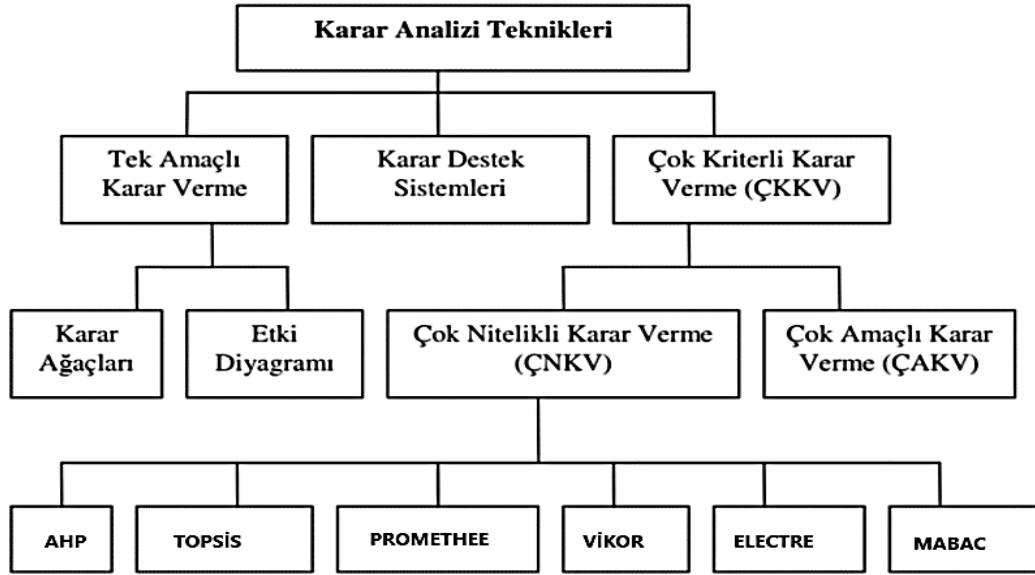 Karar Analizi Teknikleri
Tek Amaçlı
Karar Verme
Karar Destek
Sistemleri
Çok Kriterli Karar
Verme (ÇKKV)
Karar
Ağaçları
Etki
Diyagramı
Çok Nitelikli Karar Verme
(ÇNKV)
Çok Amaçlı Karar
Verme (ÇAKV)
AHP
TOPSİS
PROMETHEE
VİKOR
ELECTRE
MABAC